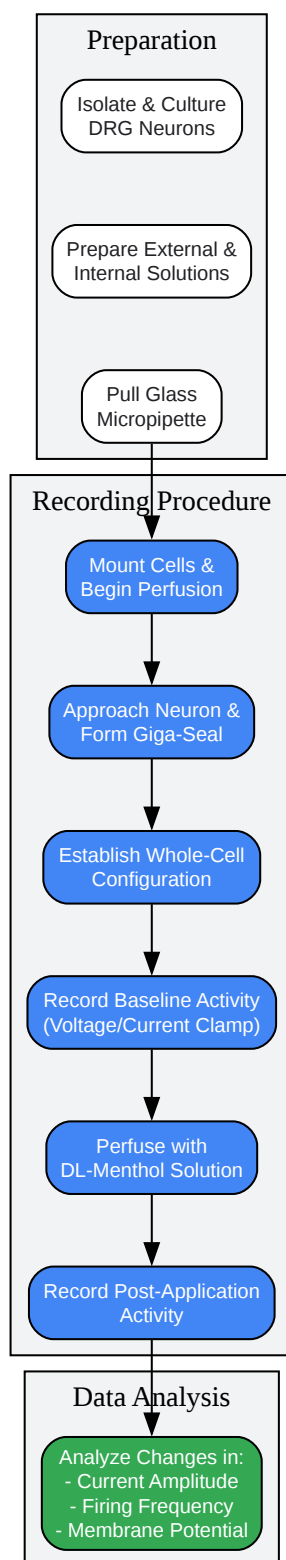 Preparation
Isolate & Culture
DRG Neurons
Prepare External &
Internal Solutions
Pull Glass
Micropipette
Recording Procedure
Mount Cells &
Begin Perfusion
Approach Neuron &
Form Giga-Seal
Establish Whole-Cell
Configuration
Record Baseline Activity
(Voltage/Current Clamp)
Perfuse with
DL-Menthol Solution
Record Post-Application
Activity
Data Analysis
Analyze Changes in:
- Current Amplitude
- Firing Frequency
- Membrane Potential